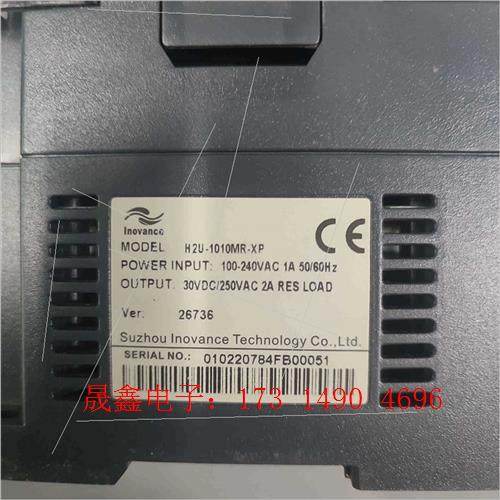 Inovance
MODEL H2U-1010MR-XP
POWER INPUT: 100-240VAC 1A 50/60Hz
OUTPUT: 30VDC/250VAC 2A RES LOAD
Ver: 26736
Suzhou Inovance Technology Co.,Ltd.
SERIAL NO.: 010220784FB00051
晟鑫电子：173 1490 4696
CE